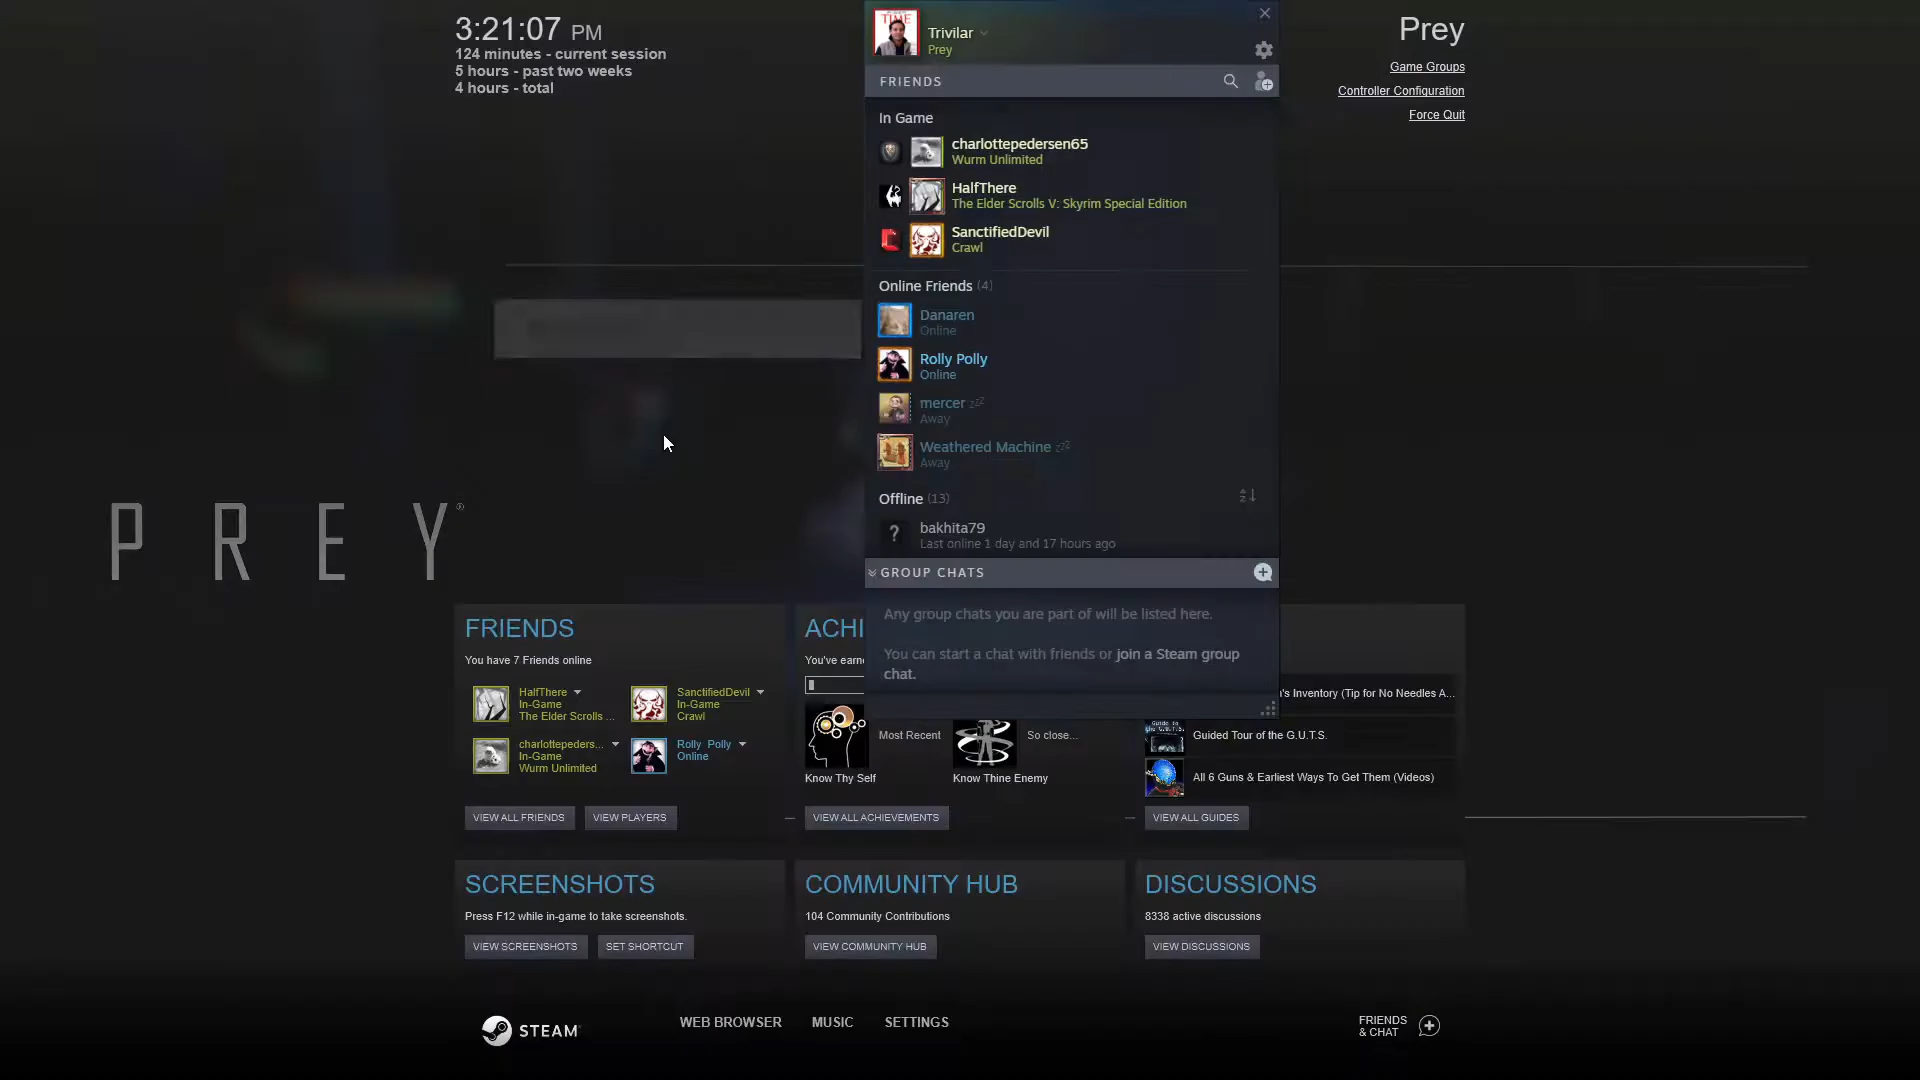 3:21:07 PM
124 minutes - current session
5 hours - past two weeks
4 hours - total
TIME
Trivilar
Prey
FRIENDS
Prey
Game Groups
Controller Configuration
Force Quit
In Game
charlottepedersen65
Wurm Unlimited
HalfThere
The Elder Scrolls V: Skyrim Special Edition
SanctifiedDevil
Crawl
Online Friends (4)
Danaren
Online
Rolly Polly
Online
mercer zzZ
Away
Weathered Machine zzZ
Away
Offline (13)
bakhita79
Last online 1 day and 17 hours ago
PREY®
GROUP CHATS
Any group chats you are part of will be listed here.
You can start a chat with friends or join a Steam group
chat.
FRIENDS
You have 7 Friends online
HalfThere
In-Game
The Elder Scrolls ...
SanctifiedDevil
In-Game
Crawl
charlottepeders...
In-Game
Wurm Unlimited
Rolly Polly
Online
VIEW ALL FRIENDS
VIEW PLAYERS
ACHI
You've earne
Most Recent
So close...
Know Thy Self
Know Thine Enemy
VIEW ALL ACHIEVEMENTS
's Inventory (Tip for No Needles A...
Guided Tour of the G.U.T.S.
All 6 Guns & Earliest Ways To Get Them (Videos)
VIEW ALL GUIDES
SCREENSHOTS
Press F12 while in-game to take screenshots.
VIEW SCREENSHOTS
SET SHORTCUT
COMMUNITY HUB
104 Community Contributions
VIEW COMMUNITY HUB
DISCUSSIONS
8338 active discussions
VIEW DISCUSSIONS
STEAM
WEB BROWSER
MUSIC
SETTINGS
FRIENDS
& CHAT